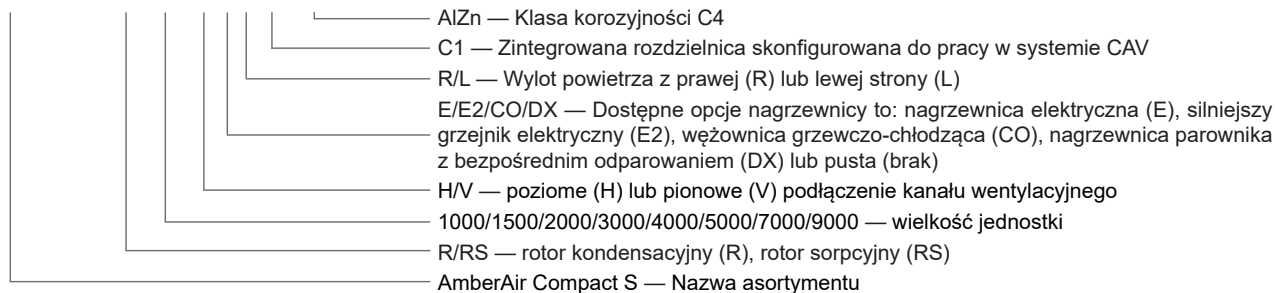 AlZn — Klasa korozyjności C4
C1 — Zintegrowana rozdzielnica skonfigurowana do pracy w systemie CAV
R/L — Wylot powietrza z prawej (R) lub lewej strony (L)
E/E2/CO/DX — Dostępne opcje nagrzewnicy to: nagrzewnica elektryczna (E), silniejszy
grzejnik elektryczny (E2), wężownica grzewczo-chłodząca (CO), nagrzewnica parownika
z bezpośrednim odparowaniem (DX) lub pusta (brak)
H/V — poziome (H) lub pionowe (V) podłączenie kanału wentylacyjnego
1000/1500/2000/3000/4000/5000/7000/9000 — wielkość jednostki
R/RS — rotor kondensacyjny (R), rotor sorpcyjny (RS)
AmberAir Compact S — Nazwa asortymentu